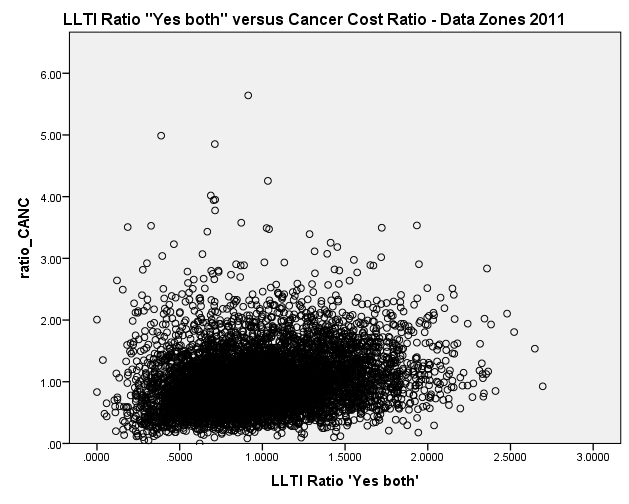 LLTI Ratio "Yes both" versus Cancer Cost Ratio - Data Zones 2011
6.00
5.00
4.00
3.00
2.00
1.00
.00
ratio_CANC
.0000 .5000 1.0000 1.5000 2.0000 2.5000 3.0000
LLTI Ratio 'Yes both'